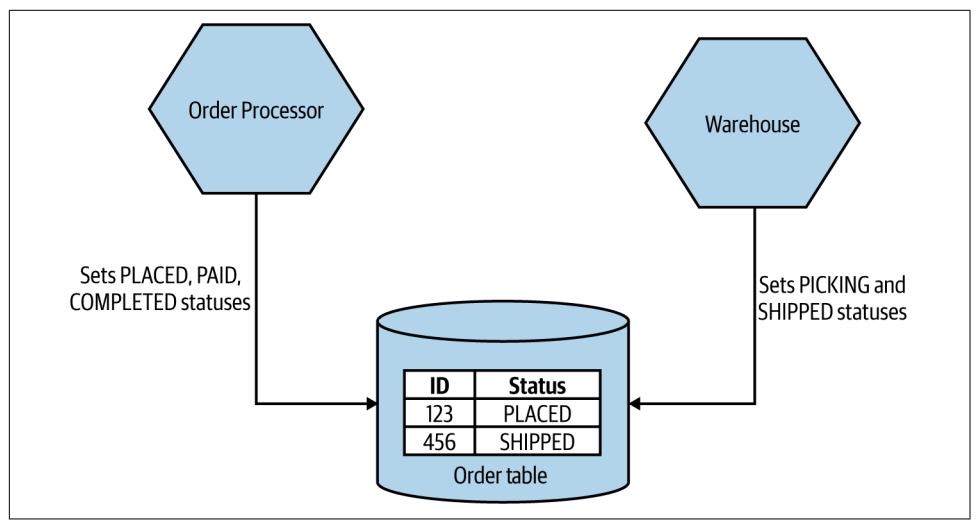 Order Processor
Warehouse
Sets PLACED, PAID,
COMPLETED statuses
Sets PICKING and
SHIPPED statuses
ID Status
123 PLACED
456 SHIPPED
Order table